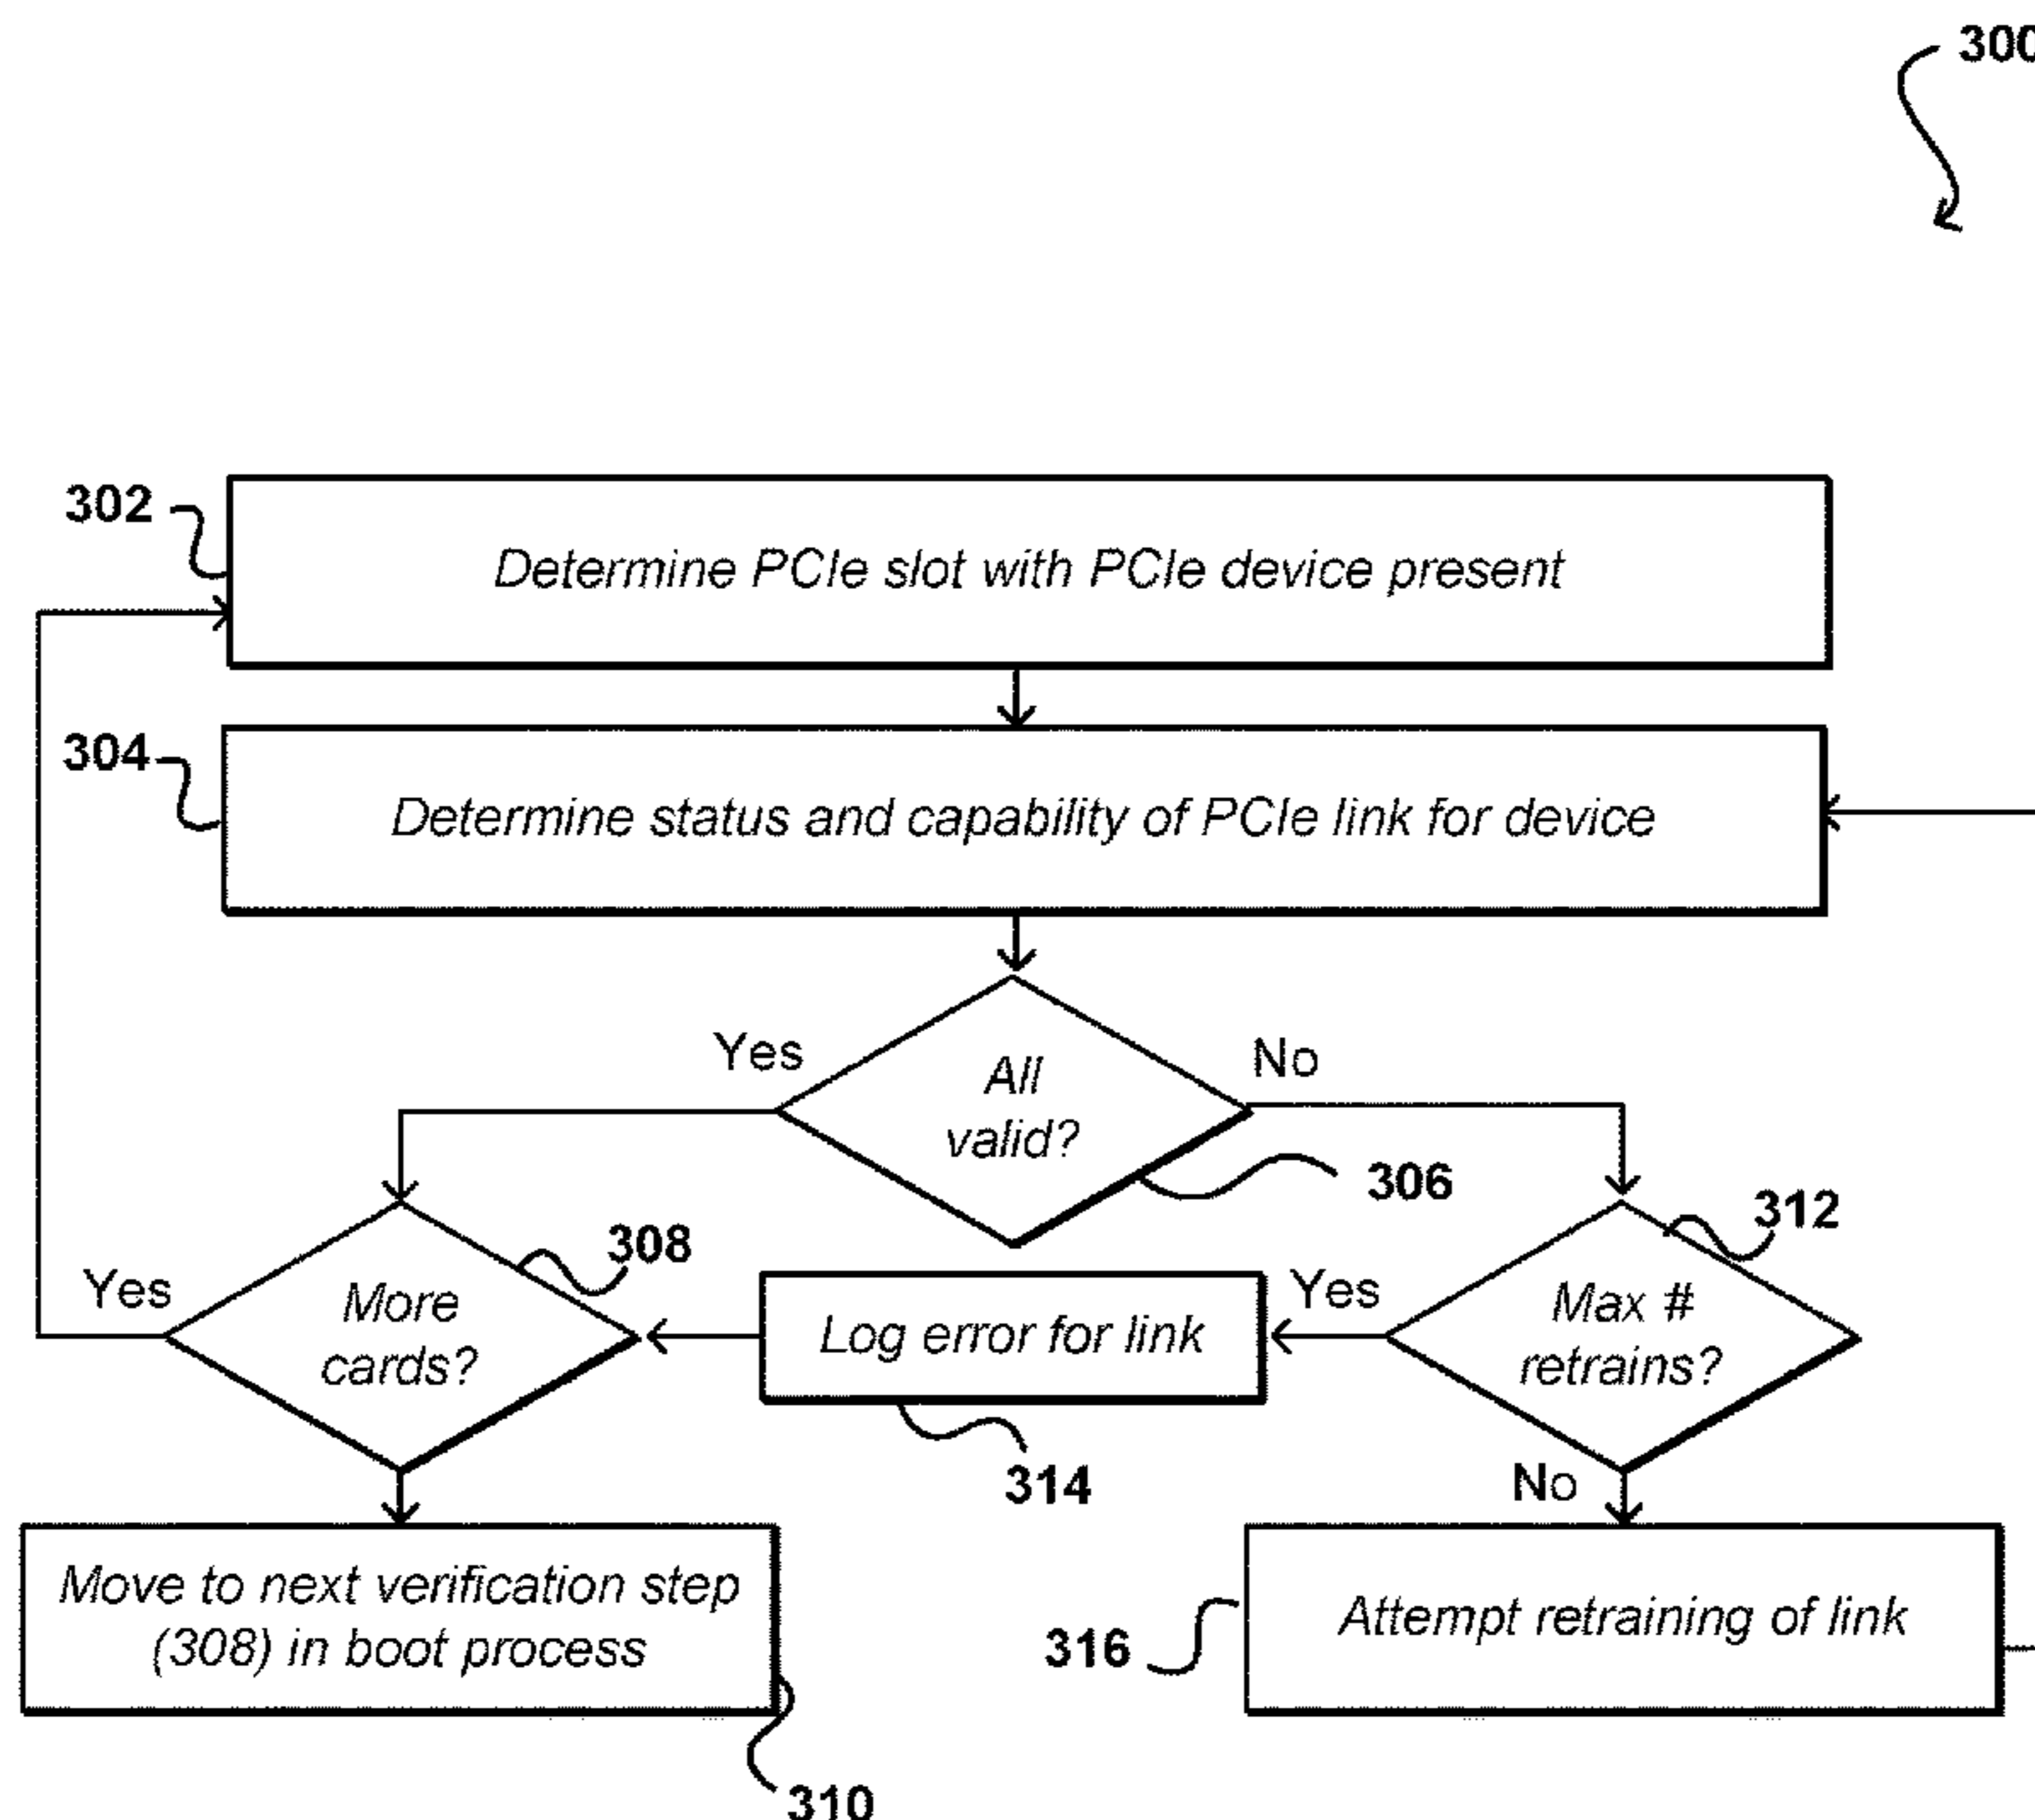 300
302
Determine PCIe slot with PCIe device present
304
Determine status and capability of PCIe link for device
Yes
All
valid?
No
306
308
312
Yes
More
cards?
Log error for link
Yes
Max #
retrains?
314
No
Move to next verification step
(308) in boot process
316
Attempt retraining of link
310